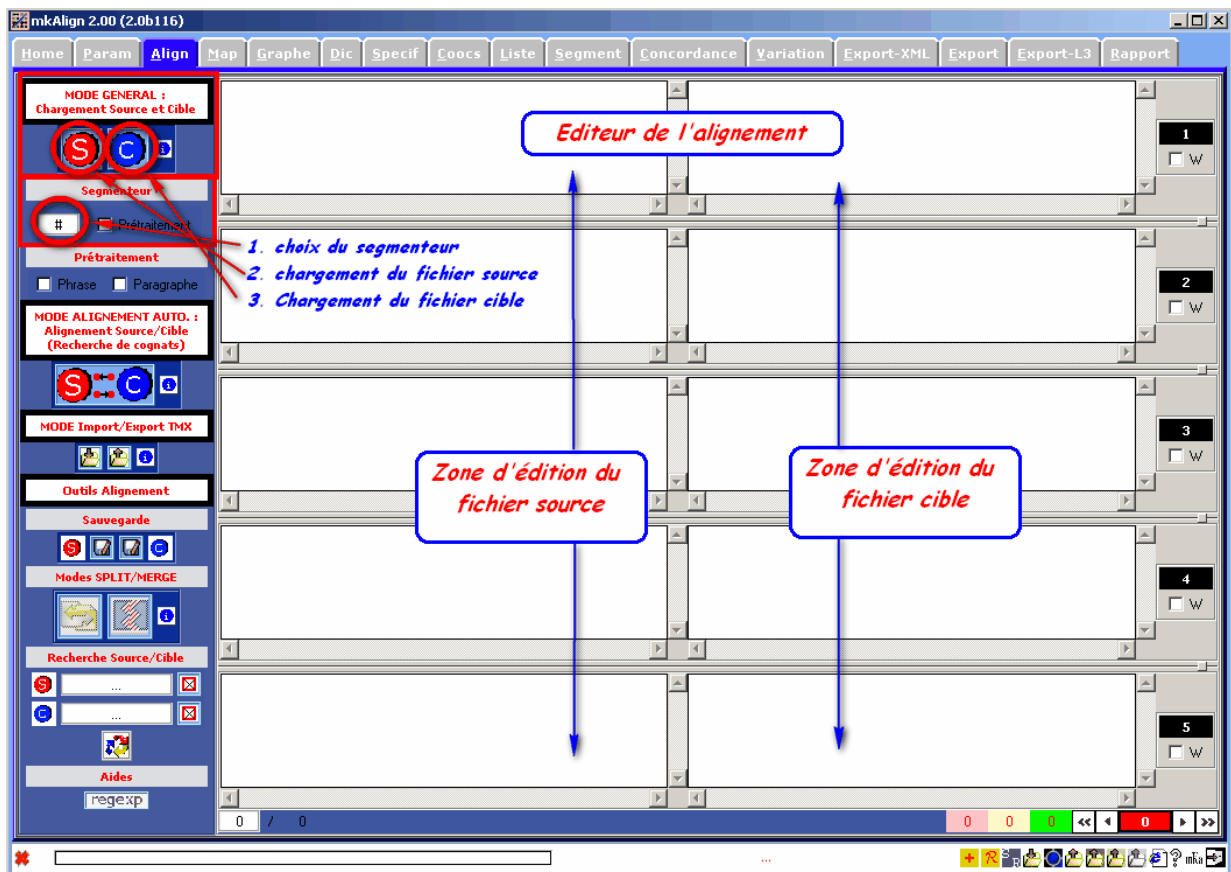 mkAlign 2.00 (2.0b116)
Home Param Align Map Graphe Dic Specif Coocs Liste Segment Concordance Variation Export-XML Export Export-L3 Rapport
MODE GENERAL :
Chargement Source et Cible
S C i
Segmenteur
# Prétraitement
Prétraitement
Phrase Paragraphe
MODE ALIGNEMENT AUTO. :
Alignement Source/Cible
(Recherche de cognats)
S C i
MODE Import/Export TMX
i
Outils Alignement
Sauvegarde
S C
Modes SPLIT/MERGE
i
Recherche Source/Cible
S ...
C ...
Aides
regexp
Editeur de l'alignement
1. choix du segmenteur
2. chargement du fichier source
3. Chargement du fichier cible
Zone d'édition du
fichier source
Zone d'édition du
fichier cible
1
W
2
W
3
W
4
W
5
W
0 / 0
0 0 0 0
...
+ R S R ? mKa